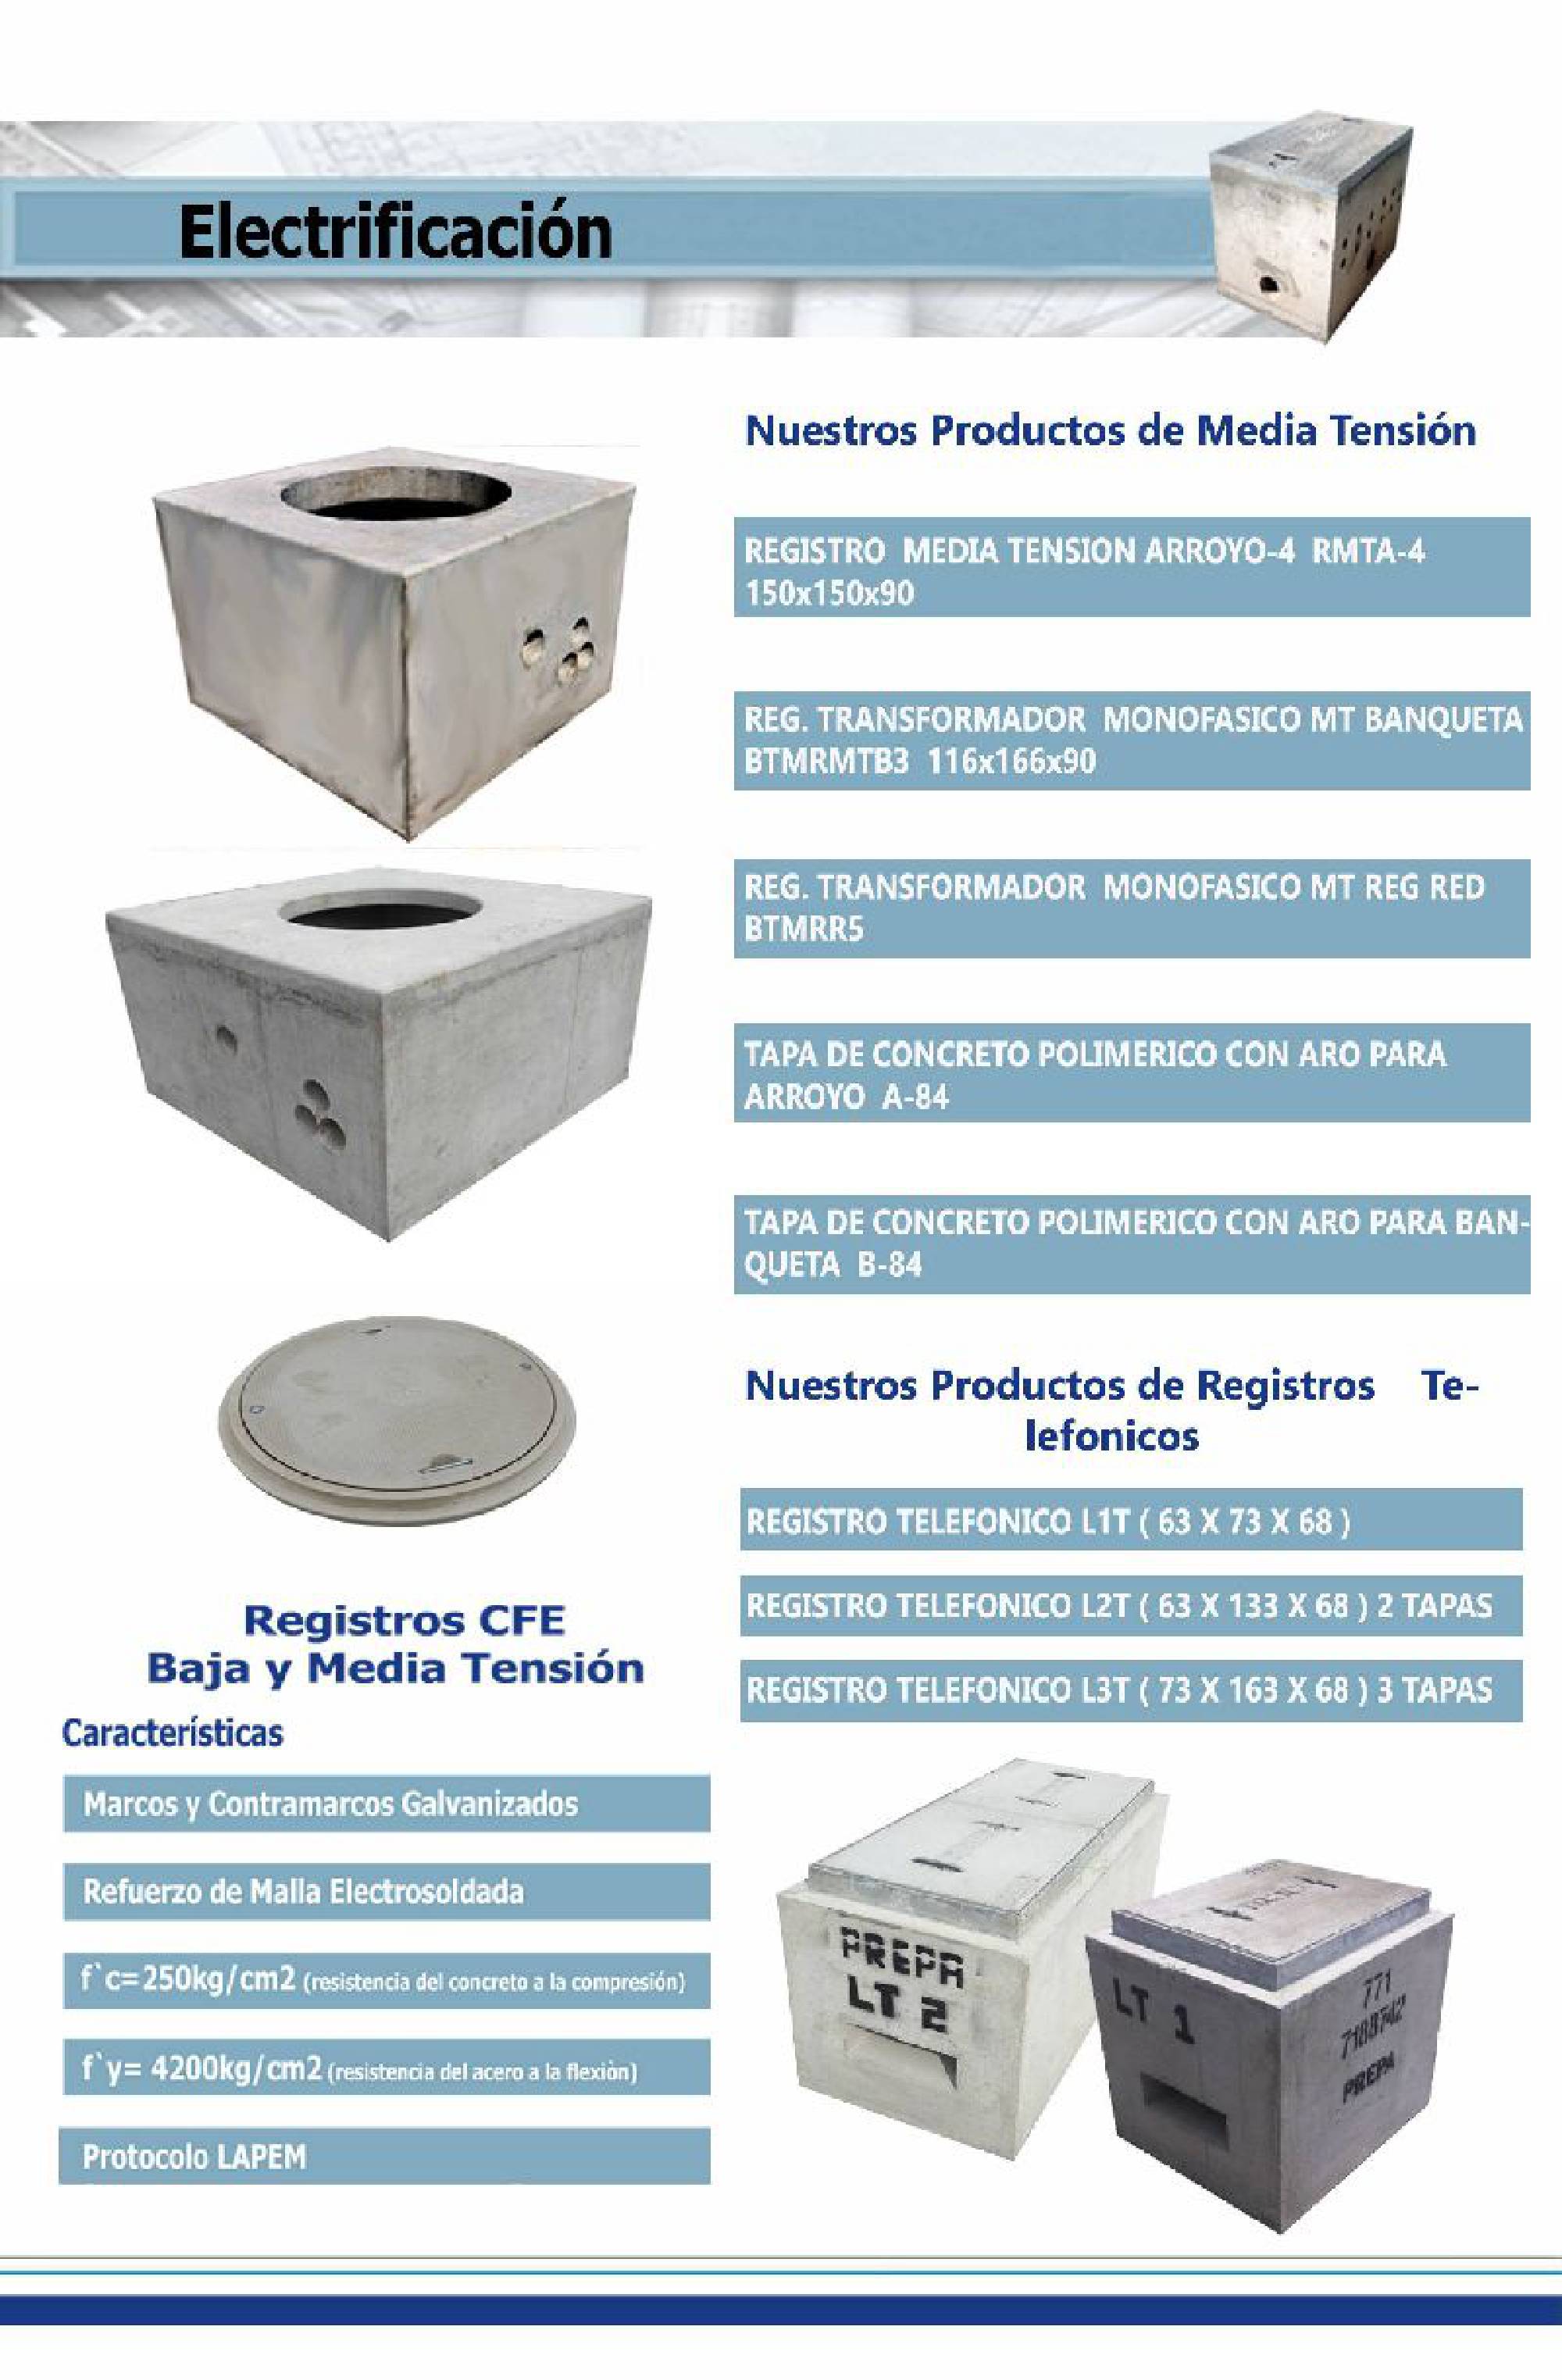 Electrificación
Nuestros Productos de Media Tensión
REGISTRO MEDIA TENSION ARROYO-4 RMTA-4
150x150x90
REG. TRANSFORMADOR MONOFASICO MT BANQUETA
BTMRMTB3 116x166x90
REG. TRANSFORMADOR MONOFASICO MT REG RED
BTMRR5
TAPA DE CONCRETO POLIMERICO CON ARO PARA
ARROYO A-84
TAPA DE CONCRETO POLIMERICO CON ARO PARA BAN-
QUETA B-84
Nuestros Productos de Registros Te-
lefonicos
REGISTRO TELEFONICO L1T ( 63 X 73 X 68 )
REGISTRO TELEFONICO L2T ( 63 X 133 X 68 ) 2 TAPAS
REGISTRO TELEFONICO L3T ( 73 X 163 X 68 ) 3 TAPAS
Registros CFE
Baja y Media Tensión
Características
Marcos y Contramarcos Galvanizados
Refuerzo de Malla Electrosoldada
f`c=250kg/cm2 (resistencia del concreto a la compresión)
f`y= 4200kg/cm2 (resistencia del acero a la flexiòn)
Protocolo LAPEM
PREPA
LT 2
LT 1
771
7188742
PREPA